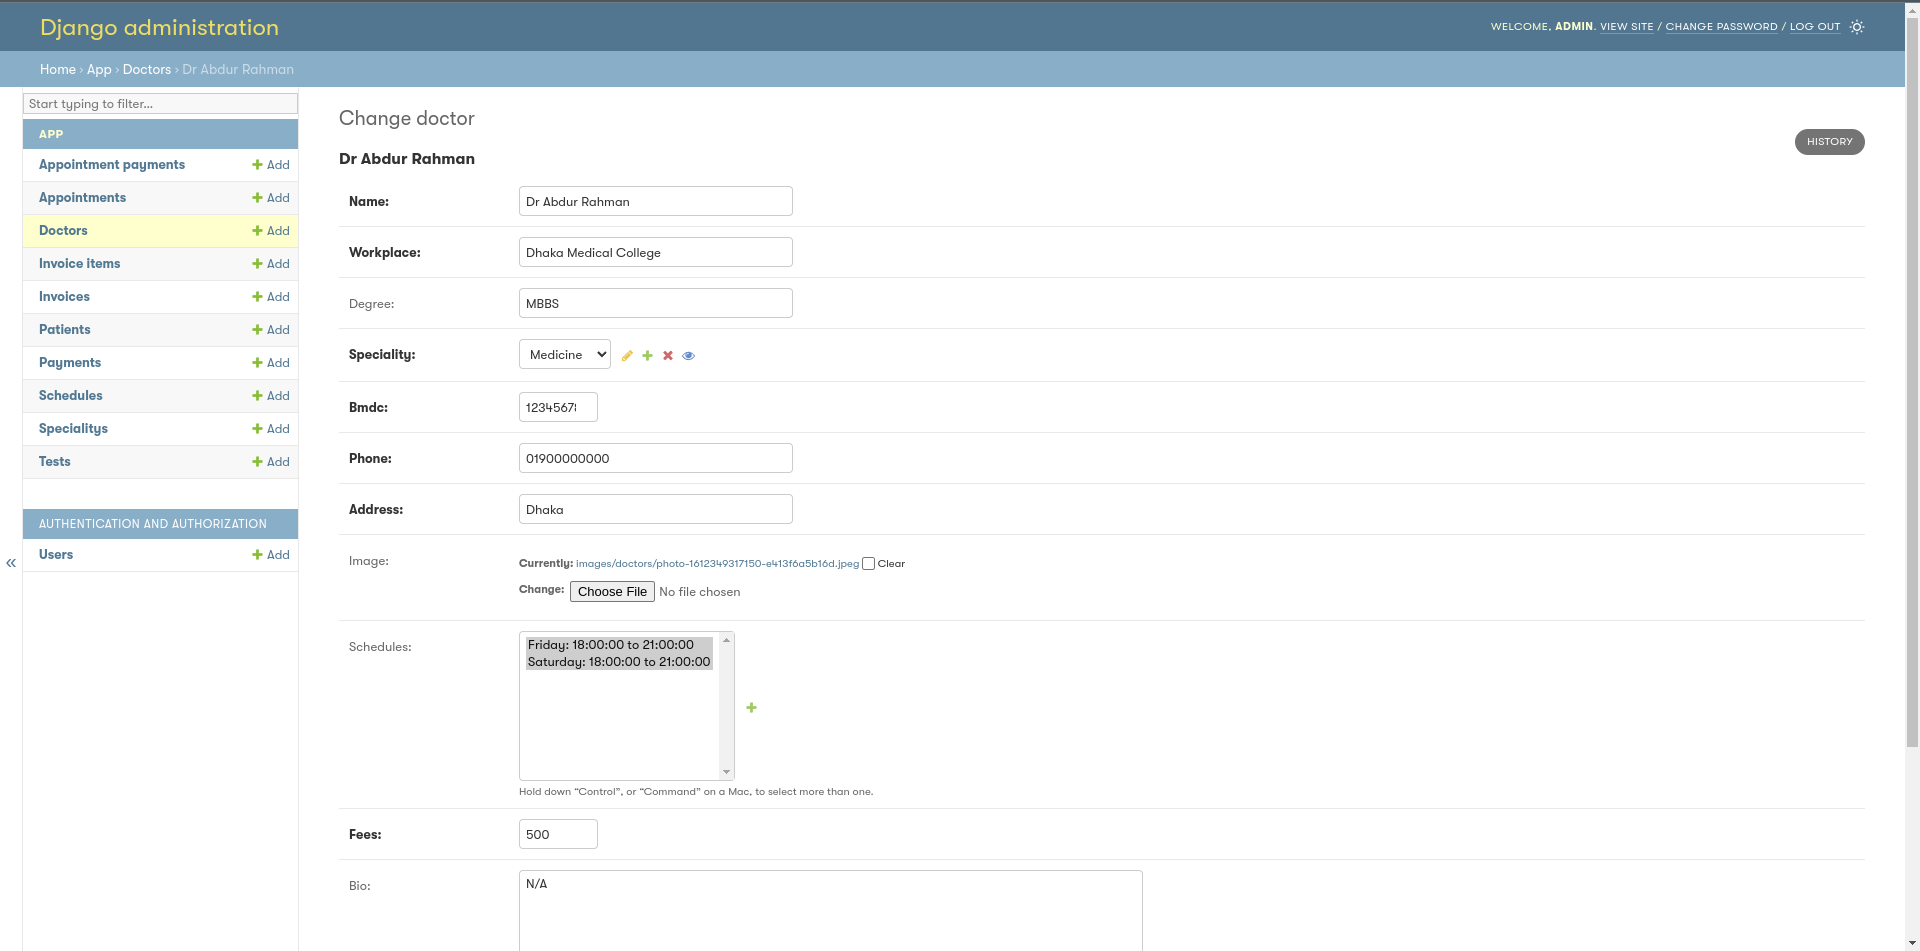 Django administration
WELCOME, ADMIN. VIEW SITE / CHANGE PASSWORD / LOG OUT
Home › App › Doctors › Dr Abdur Rahman
Start typing to filter...
APP
Appointment payments Add
Appointments Add
Doctors Add
Invoice items Add
Invoices Add
Patients Add
Payments Add
Schedules Add
Specialitys Add
Tests Add
AUTHENTICATION AND AUTHORIZATION
Users Add
«
Change doctor
HISTORY
Dr Abdur Rahman
Name: Dr Abdur Rahman
Workplace: Dhaka Medical College
Degree: MBBS
Speciality: Medicine
Bmdc: 1234567
Phone: 01900000000
Address: Dhaka
Image: Currently: images/doctors/photo-1612349317150-e413f6a5b16d.jpeg Clear
Change: Choose File No file chosen
Schedules: Friday: 18:00:00 to 21:00:00
Saturday: 18:00:00 to 21:00:00
Hold down “Control”, or “Command” on a Mac, to select more than one.
Fees: 500
Bio: N/A